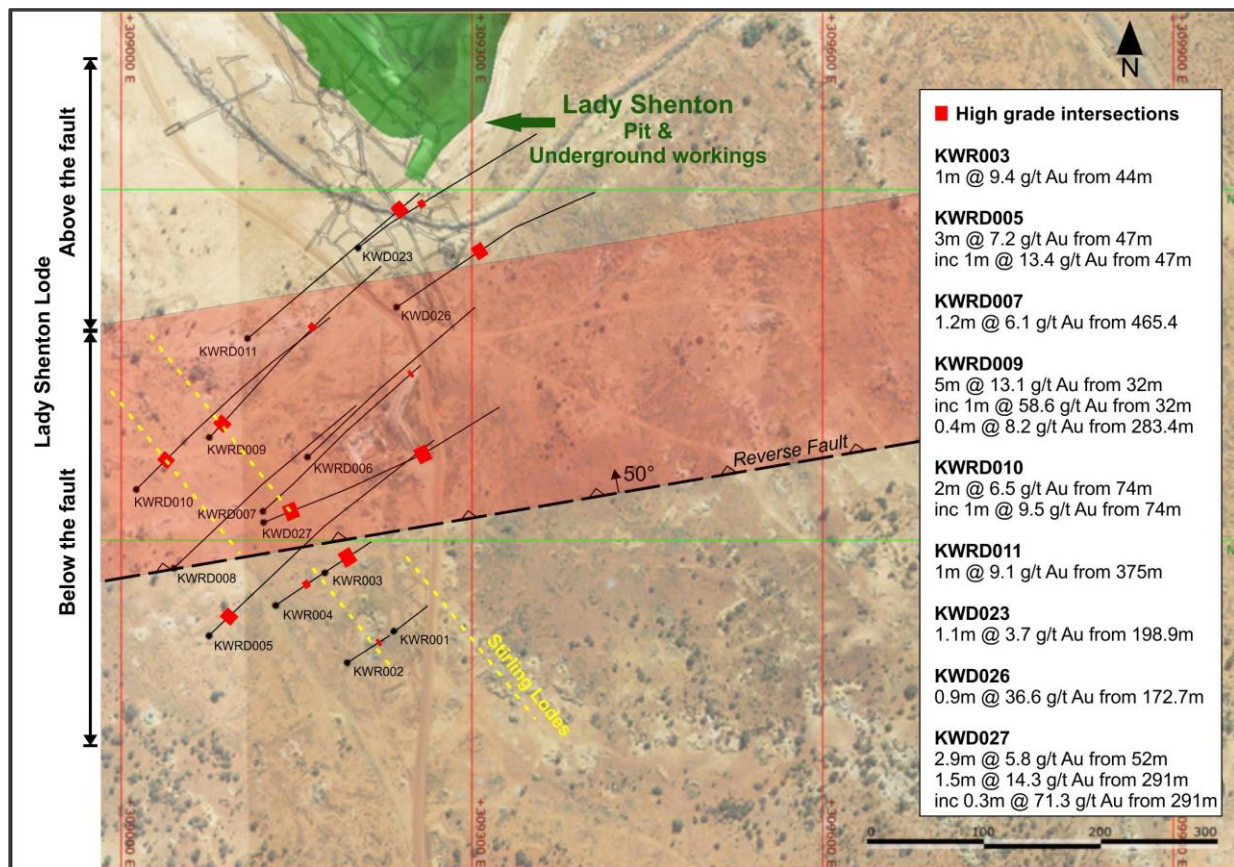 + 309000 E
+ 309300 E
+ 309600 E
+ 309900 E
N
Lady Shenton Lode
Above the fault
Below the fault
Lady Shenton
Pit &
Underground workings
KWD023
KWD026
KWRD011
KWRD009
KWRD006
KWRD010
KWRD007
KWD027
KWRD008
KWR003
KWR004
KWRD005
KWR001
KWR002
50°
Reverse Fault
Stirling Lodes
+ 309000 E
+ 309300 E
+ 309600 E
+ 309900 E
N
N
High grade intersections
KWR003
1m @ 9.4 g/t Au from 44m
KWRD005
3m @ 7.2 g/t Au from 47m
inc 1m @ 13.4 g/t Au from 47m
KWRD007
1.2m @ 6.1 g/t Au from 465.4
KWRD009
5m @ 13.1 g/t Au from 32m
inc 1m @ 58.6 g/t Au from 32m
0.4m @ 8.2 g/t Au from 283.4m
KWRD010
2m @ 6.5 g/t Au from 74m
inc 1m @ 9.5 g/t Au from 74m
KWRD011
1m @ 9.1 g/t Au from 375m
KWD023
1.1m @ 3.7 g/t Au from 198.9m
KWD026
0.9m @ 36.6 g/t Au from 172.7m
KWD027
2.9m @ 5.8 g/t Au from 52m
1.5m @ 14.3 g/t Au from 291m
inc 0.3m @ 71.3 g/t Au from 291m
0 100 200 300